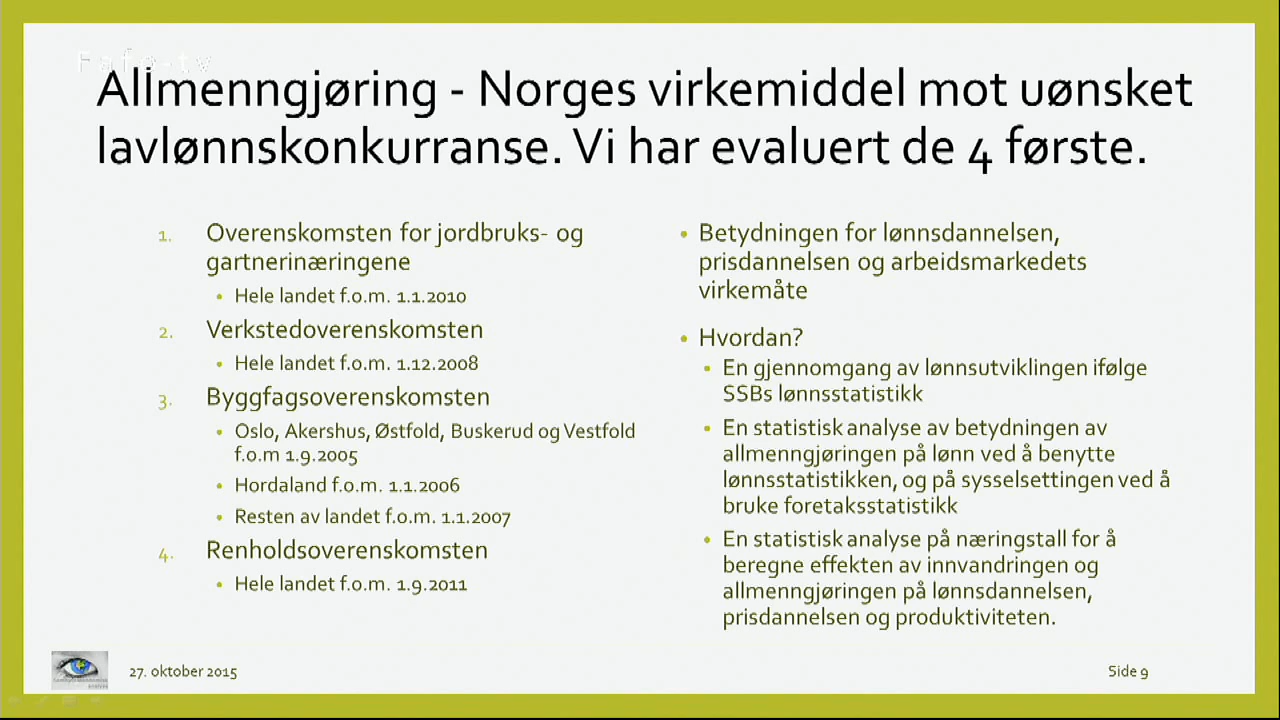 Fafo-tv
Allmenngjøring - Norges virkemiddel mot uønsket
lavlønnskonkurranse. Vi har evaluert de 4 første.
1. Overenskomsten for jordbruks- og
gartnerinæringene
• Hele landet f.o.m. 1.1.2010
2. Verkstedoverenskomsten
• Hele landet f.o.m. 1.12.2008
3. Byggfagsoverenskomsten
• Oslo, Akershus, Østfold, Buskerud og Vestfold
f.o.m 1.9.2005
• Hordaland f.o.m. 1.1.2006
• Resten av landet f.o.m. 1.1.2007
4. Renholdsoverenskomsten
• Hele landet f.o.m. 1.9.2011
• Betydningen for lønnsdannelsen,
prisdannelsen og arbeidsmarkedets
virkemåte
• Hvordan?
• En gjennomgang av lønnsutviklingen ifølge
SSBs lønnsstatistikk
• En statistisk analyse av betydningen av
allmenngjøringen på lønn ved å benytte
lønnsstatistikken, og på sysselsettingen ved å
bruke foretaksstatistikk
• En statistisk analyse på næringstall for å
beregne effekten av innvandringen og
allmenngjøringen på lønnsdannelsen,
prisdannelsen og produktiviteten.
27. oktober 2015
Side 9